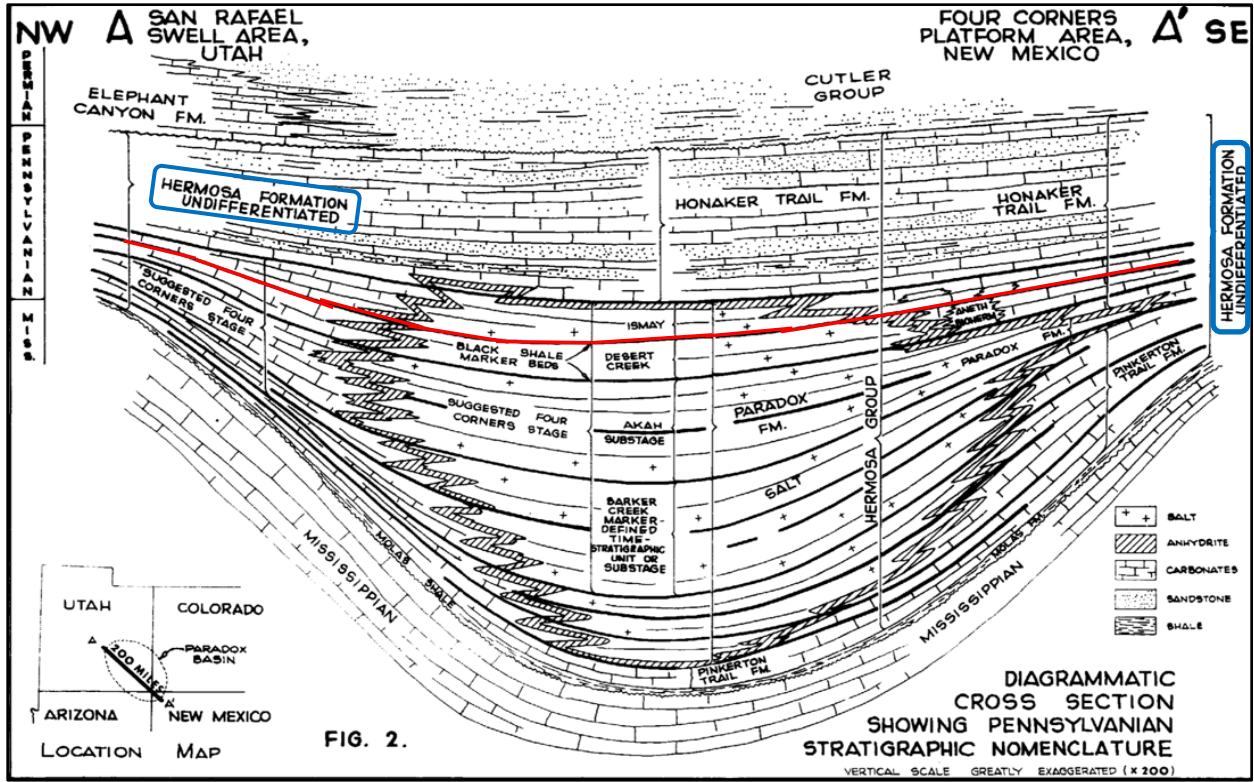 NW A SAN RAFAEL
SWELL AREA,
UTAH
FOUR CORNERS
PLATFORM AREA,
NEW MEXICO
A' SE
PERMIAN
PENNSYLVANIAN
MISS.
ELEPHANT
CANYON FM.
CUTLER
GROUP
HERMOSA FORMATION
UNDIFFERENTIATED
HONAKER TRAIL FM.
HONAKER
TRAIL FM.
HERMOSA FORMATION
UNDIFFERENTIATED
SUGGESTED FOUR
CORNERS STAGE
ISMAY
ANETH
BIOHERM
BLACK SHALE
MARKER BEDS
DESERT
CREEK
PARADOX FM.
PINKERTON
TRAIL FM.
SUGGESTED FOUR
CORNERS STAGE
AKAH
SUBSTAGE
PARADOX
FM.
HERMOSA GROUP
SALT
BARKER
CREEK
MARKER-
DEFINED
TIME-
STRATIGRAPHIC
UNIT OR
SUBSTAGE
MOLAS SHALE
MISSISSIPPIAN
MOLAS FM.
MISSISSIPPIAN
PINKERTON
TRAIL FM.
SALT
ANHYDRITE
CARBONATES
SANDSTONE
SHALE
UTAH
COLORADO
A
200 MILES
PARADOX
BASIN
A'
ARIZONA
NEW MEXICO
LOCATION MAP
FIG. 2.
DIAGRAMMATIC
CROSS SECTION
SHOWING PENNSYLVANIAN
STRATIGRAPHIC NOMENCLATURE
VERTICAL SCALE GREATLY EXAGGERATED (X 200)